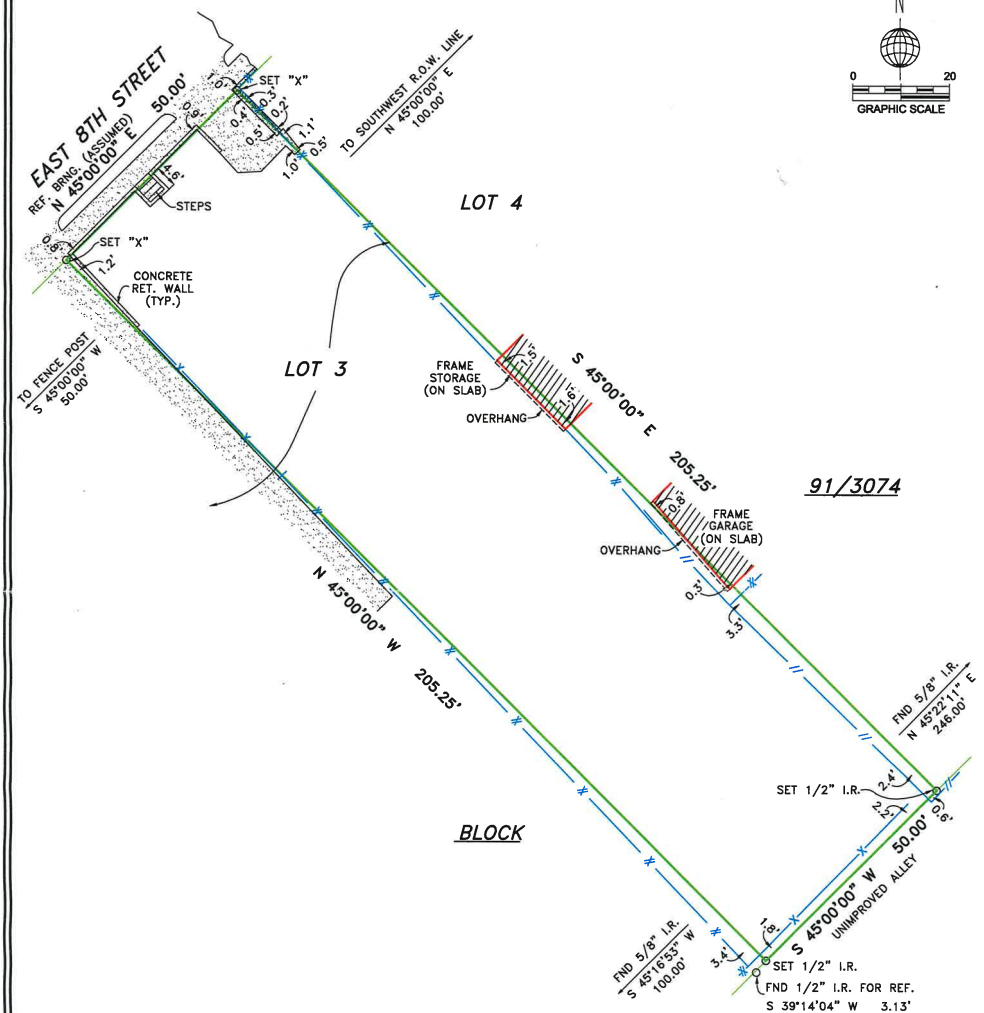 N
0 20
GRAPHIC SCALE
EAST 8TH STREET
REF. BRNG. (ASSUMED)
N 45°00'00" E
50.00'
1.0'
SET "X"
0.3'
0.2'
0.4'
0.5'
1.1'
0.5'
1.0'
0.9'
4.6'
STEPS
TO SOUTHWEST R.O.W. LINE
N 45°00'00" E
100.00'
LOT 4
0.8'
SET "X"
1.2'
CONCRETE
RET. WALL
(TYP.)
TO FENCE POST
S 45°00'00" W
50.00'
LOT 3
FRAME
STORAGE
(ON SLAB)
1.5'
1.6'
OVERHANG
S 45°00'00" E
205.25'
91/3074
0.8'
FRAME
GARAGE
(ON SLAB)
OVERHANG
0.3'
3.3'
N 45°00'00" W
205.25'
FND 5/8" I.R.
N 45°22'11" E
246.00'
SET 1/2" I.R.
2.4'
2.2'
0.6'
BLOCK
S 45°00'00" W 50.00'
UNIMPROVED ALLEY
1.8'
3.4'
FND 5/8" I.R.
S 45°16'53" W
100.00'
SET 1/2" I.R.
FND 1/2" I.R. FOR REF.
S 39°14'04" W 3.13'